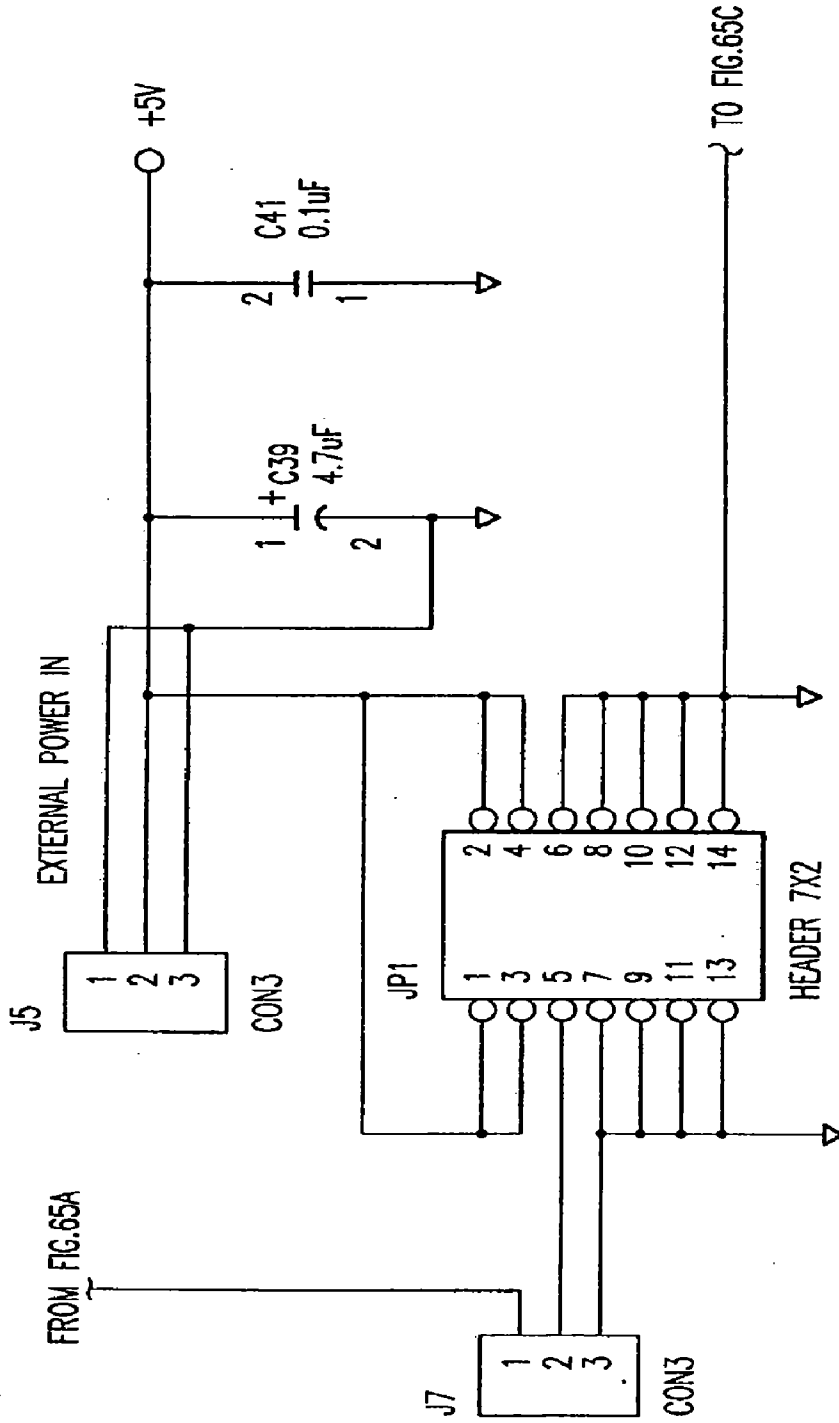 J5
EXTERNAL POWER IN
1
2
3
CON3
+5V
1
+
C39
4.7uF
2
2
C41
0.1uF
1
FROM FIG.65A
J7
1
2
3
CON3
JP1
1 2
3 4
5 6
7 8
9 10
11 12
13 14
HEADER 7X2
TO FIG.65C